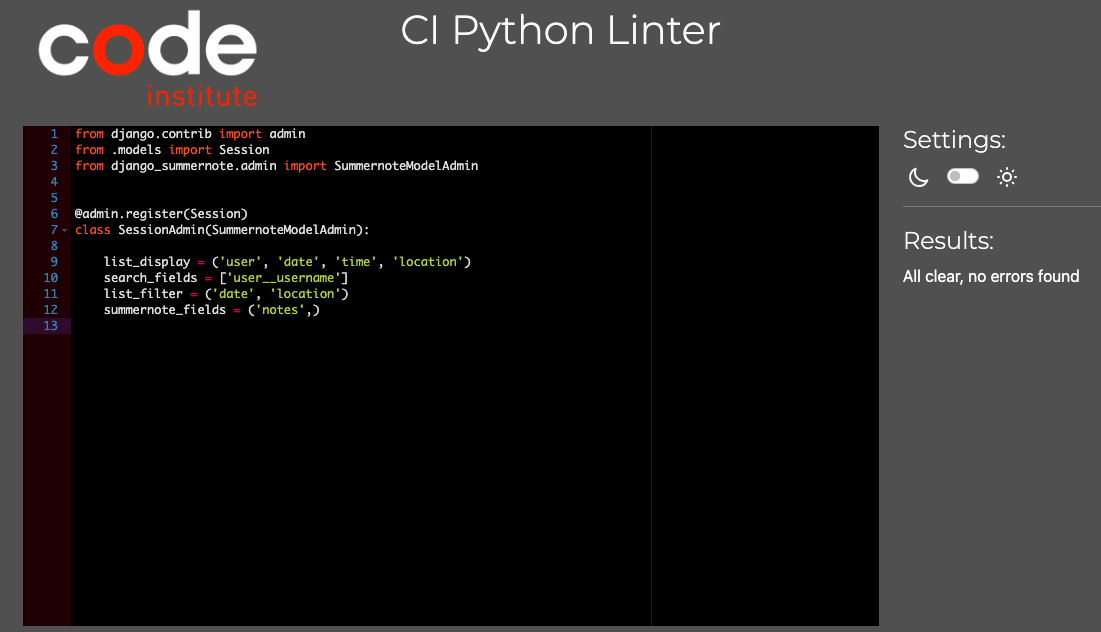 code
institute
CI Python Linter
1 from django.contrib import admin
2 from .models import Session
3 from django_summernote.admin import SummernoteModelAdmin
4
5
6 @admin.register(Session)
7 class SessionAdmin(SummernoteModelAdmin):
8
9     list_display = ('user', 'date', 'time', 'location')
10     search_fields = ['user__username']
11     list_filter = ('date', 'location')
12     summernote_fields = ('notes',)
13
Settings:
Results:
All clear, no errors found